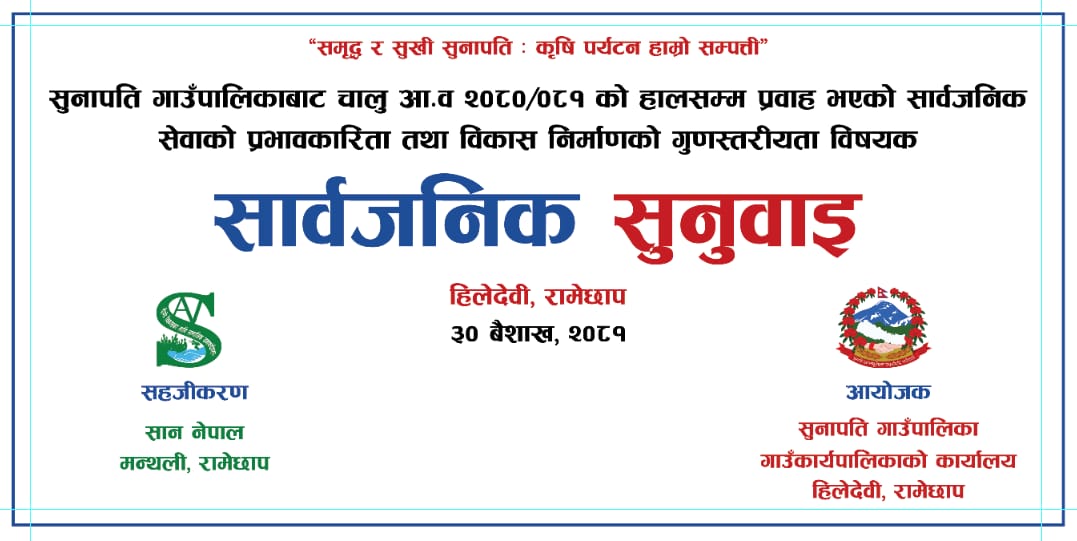 “समृद्ध र सुखी सुनापति : कृषि पर्यटन हाम्रो सम्पत्ती”
सुनापति गाउँपालिकाबाट चालु आ.व २०८०/०८१ को हालसम्म प्रवाह भएको सार्वजनिक
सेवाको प्रभावकारिता तथा विकास निर्माणको गुणस्तरीयता विषयक
सार्वजनिक सुनुवाइ
हिलेदेवी, रामेछाप
३० बैशाख, २०८१
SAV
सहजीकरण
सान नेपाल
मन्थली, रामेछाप
आयोजक
सुनापति गाउँपालिका
गाउँकार्यपालिकाको कार्यालय
हिलेदेवी, रामेछाप